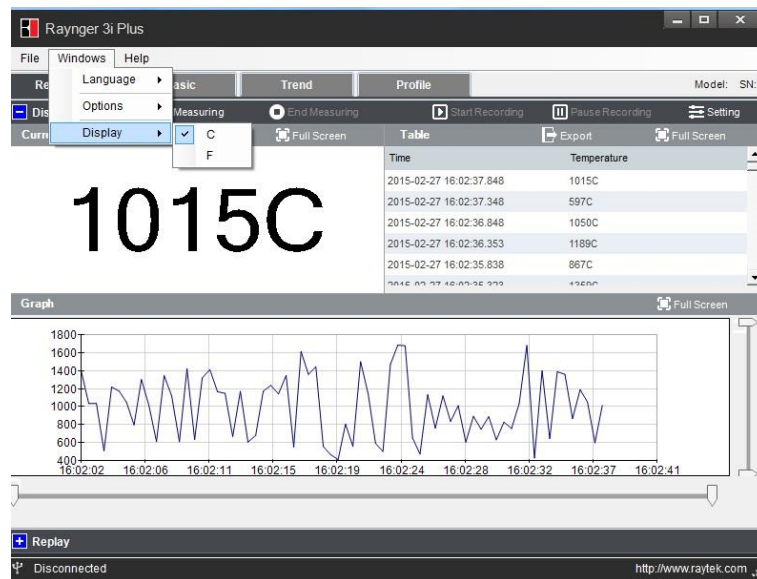 Raynger 3i Plus
File Windows Help
Re asic Trend Profile Model: SN:
Language
Options
Display
C
F
Dis Measuring End Measuring Start Recording Pause Recording Setting
Curr Full Screen Table Export Full Screen
Time Temperature
1015C
2015-02-27 16:02:37.848 1015C
2015-02-27 16:02:37.348 597C
2015-02-27 16:02:36.848 1050C
2015-02-27 16:02:36.353 1189C
2015-02-27 16:02:35.838 867C
Graph Full Screen
1800
1600
1400
1200
1000
800
600
400
16:02:02 16:02:06 16:02:11 16:02:15 16:02:19 16:02:24 16:02:28 16:02:32 16:02:37 16:02:41
Replay
Disconnected http://www.raytek.com